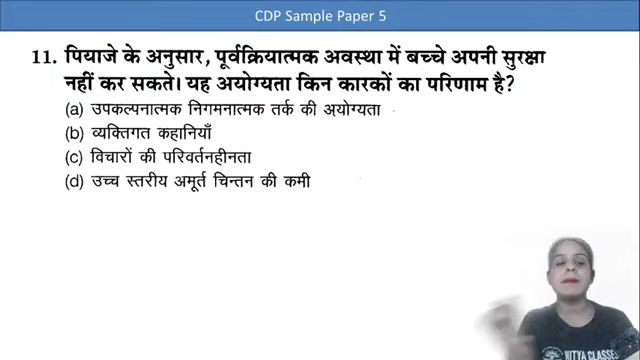 CDP Sample Paper 5
11. पियाजे के अनुसार, पूर्वक्रियात्मक अवस्था में बच्चे अपनी सुरक्षा
नहीं कर सकते। यह अयोग्यता किन कारकों का परिणाम है?
(a) उपकल्पनात्मक निगमनात्मक तर्क की अयोग्यता
(b) व्यक्तिगत कहानियाँ
(c) विचारों की परिवर्तनहीनता
(d) उच्च स्तरीय अमूर्त चिन्तन की कमी
NITYA CLASSES